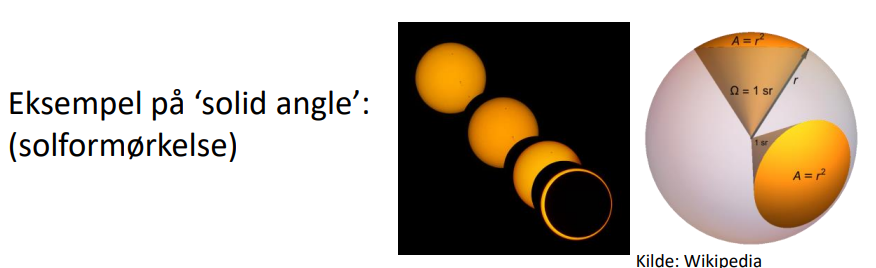 Eksempel på ‘solid angle’:
(solformørkelse)
A = r²
Ω = 1 sr
r
1 sr
A = r²
Kilde: Wikipedia